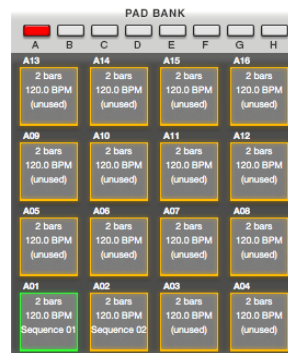 PAD BANK
A B C D E F G H
A13 A14 A15 A16
2 bars 2 bars 2 bars 2 bars
120.0 BPM 120.0 BPM 120.0 BPM 120.0 BPM
(unused) (unused) (unused) (unused)
A09 A10 A11 A12
2 bars 2 bars 2 bars 2 bars
120.0 BPM 120.0 BPM 120.0 BPM 120.0 BPM
(unused) (unused) (unused) (unused)
A05 A06 A07 A08
2 bars 2 bars 2 bars 2 bars
120.0 BPM 120.0 BPM 120.0 BPM 120.0 BPM
(unused) (unused) (unused) (unused)
A01 A02 A03 A04
2 bars 2 bars 2 bars 2 bars
120.0 BPM 120.0 BPM 120.0 BPM 120.0 BPM
Sequence 01 Sequence 02 (unused) (unused)